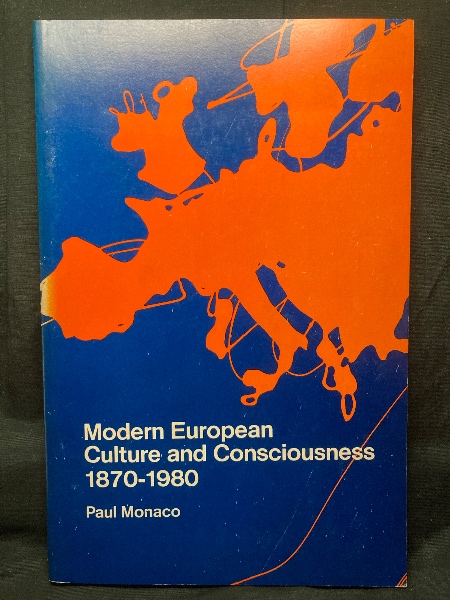 Modern European
Culture and Consciousness
1870-1980
Paul Monaco